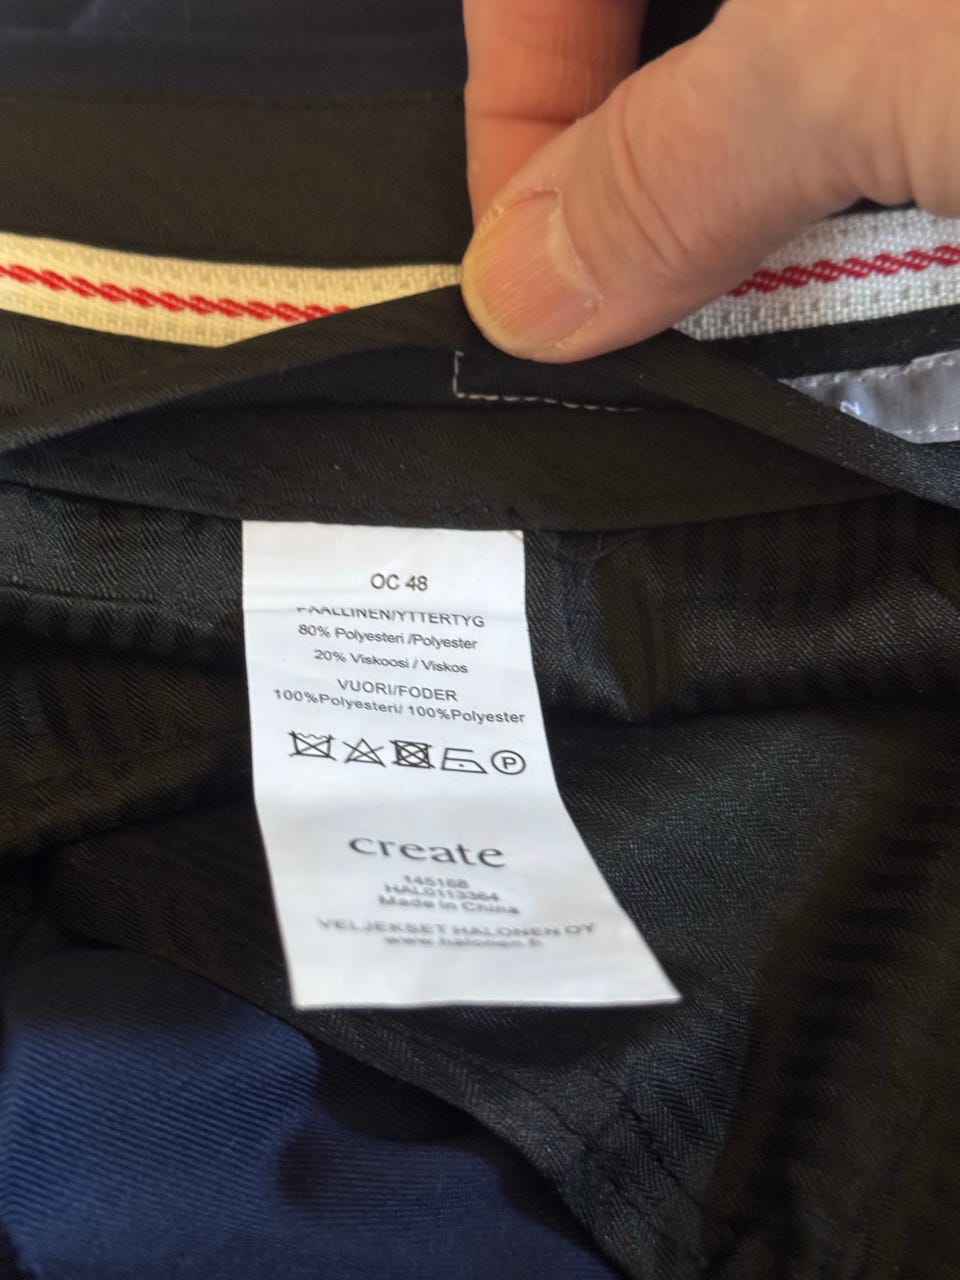 OC 48
PÄÄLLINEN/YTTERTYG
80% Polyesteri /Polyester
20% Viskoosi / Viskos
VUORI/FODER
100%Polyesteri/ 100%Polyester
P
create
145188
HAL0113364
Made in China
VELJEKSET HALONEN OY
www.halonen.fi